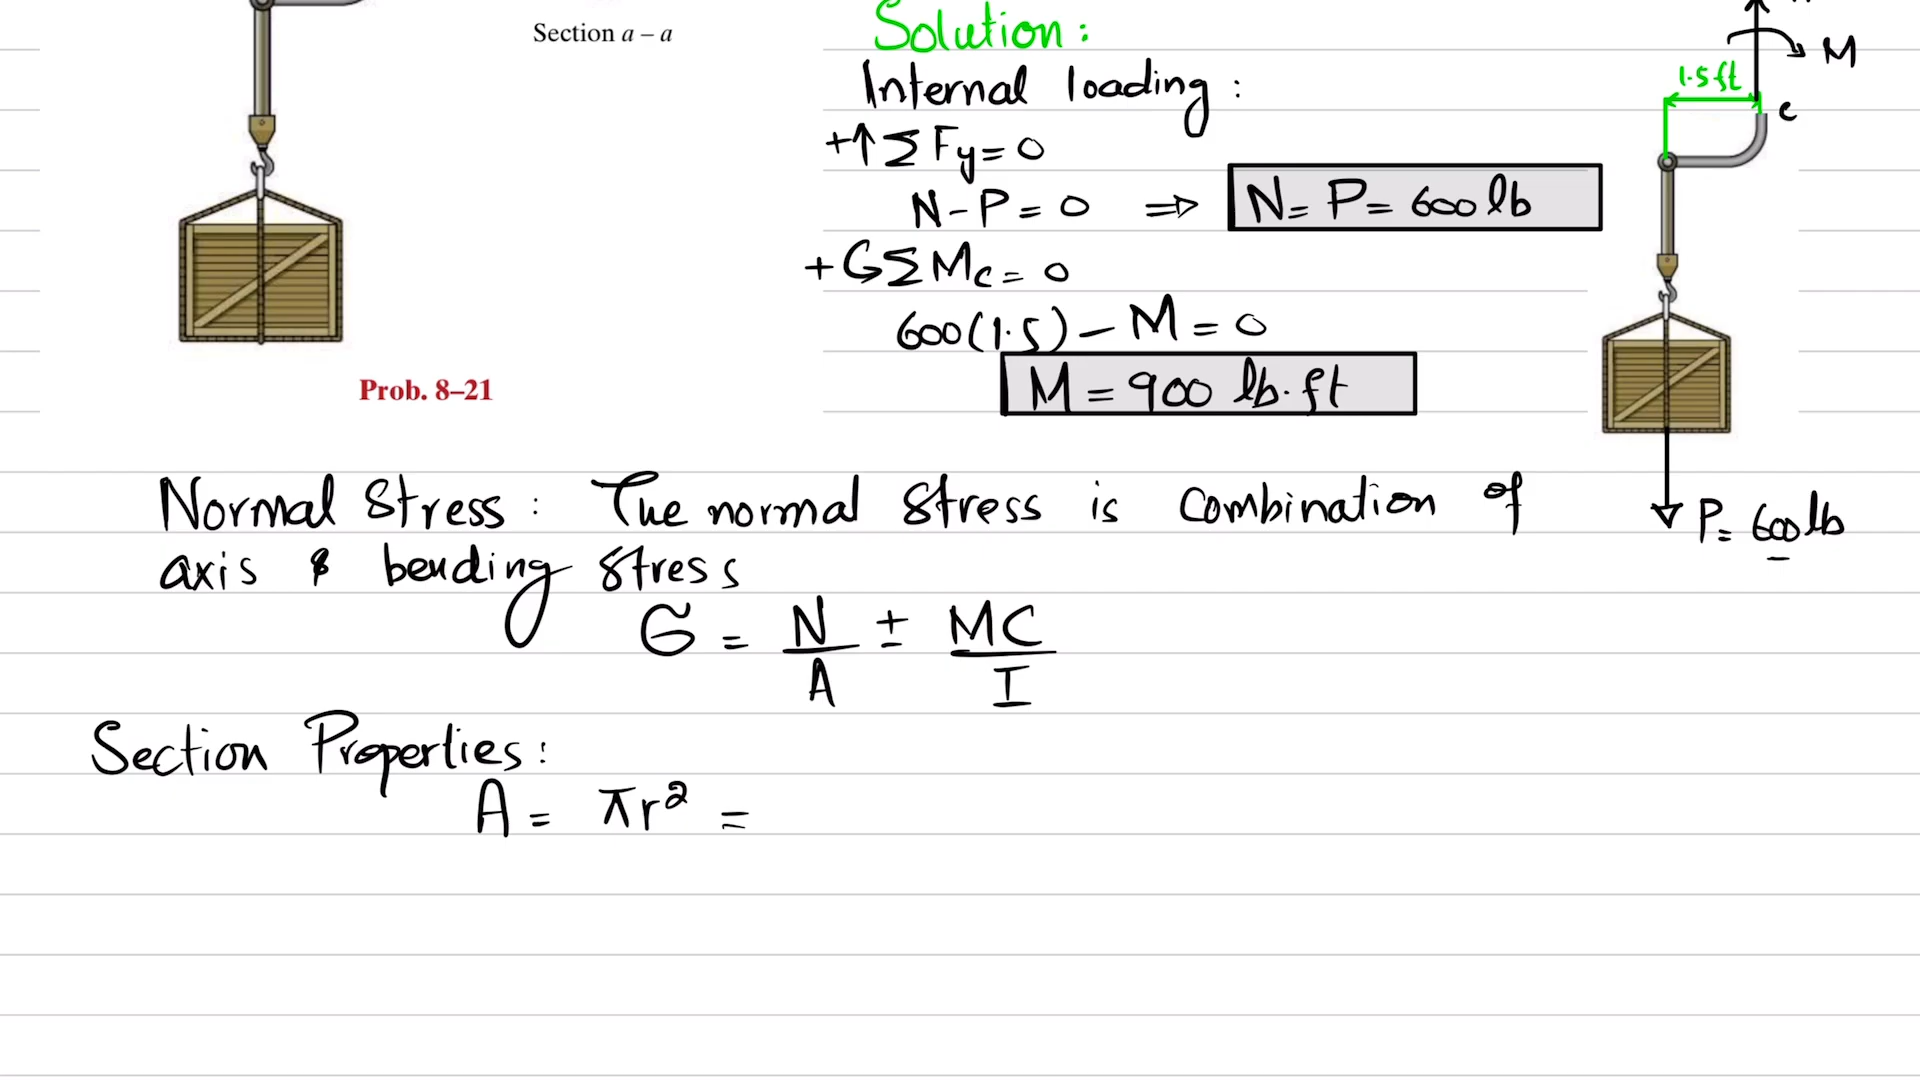 Section a – a
Prob. 8–21
Solution:
Internal loading:
+↑ΣFy=0
N-P=0 ⇒ N=P=600 lb
+↺ΣMc=0
600(1.5)-M=0
M=900 lb.ft
M
1.5ft
c
P=600lb
Normal Stress: The normal stress is combination of
axis & bending stress
σ = N/A ± MC/I
Section Properties:
A = πr² =